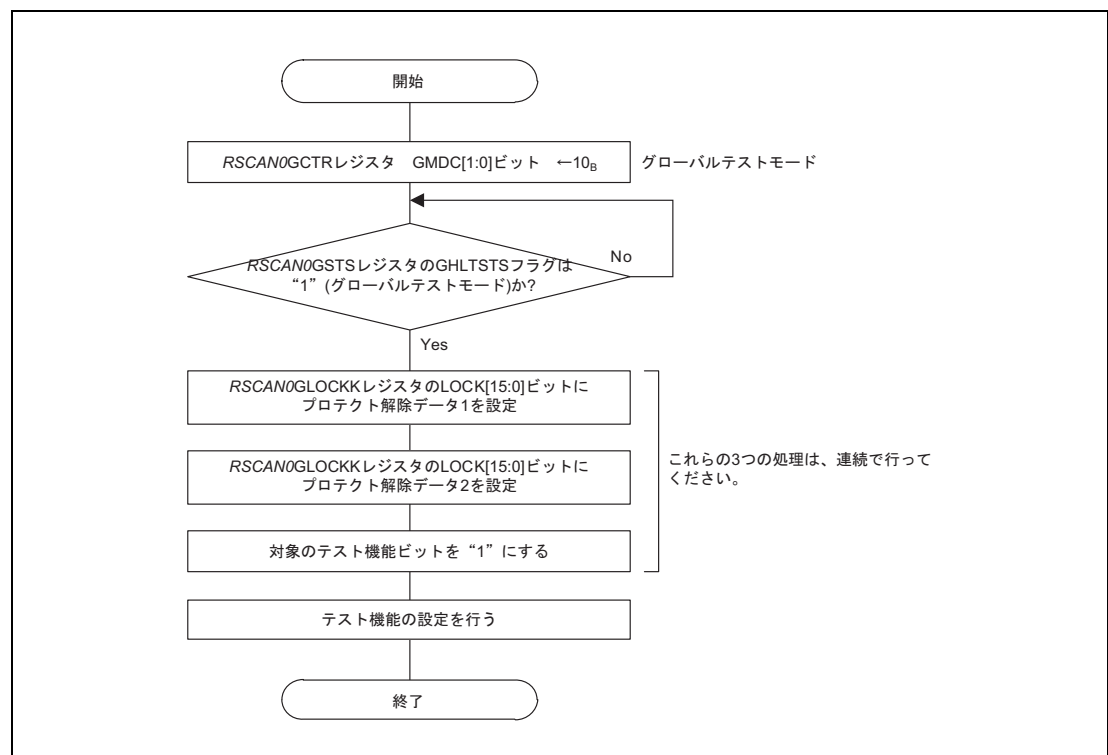 開始
RSCAN0GCTRレジスタ　GMDC[1:0]ビット　←10B
グローバルテストモード
RSCAN0GSTSレジスタのGHLTSTSフラグは
“1”(グローバルテストモード)か?
No
Yes
RSCAN0GLOCKKレジスタのLOCK[15:0]ビットに
プロテクト解除データ1を設定
RSCAN0GLOCKKレジスタのLOCK[15:0]ビットに
プロテクト解除データ2を設定
対象のテスト機能ビットを“1”にする
これらの3つの処理は、連続で行って
ください。
テスト機能の設定を行う
終了